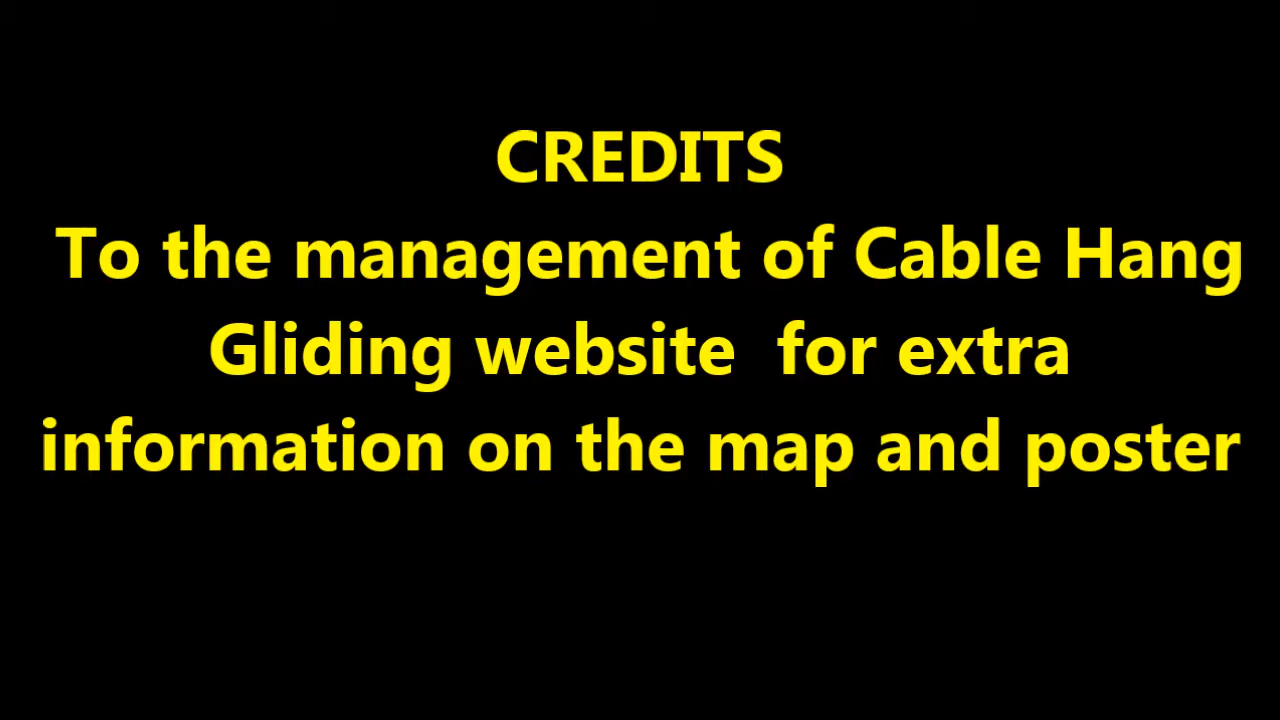 CREDITS
To the management of Cable Hang
Gliding website  for extra
information on the map and poster